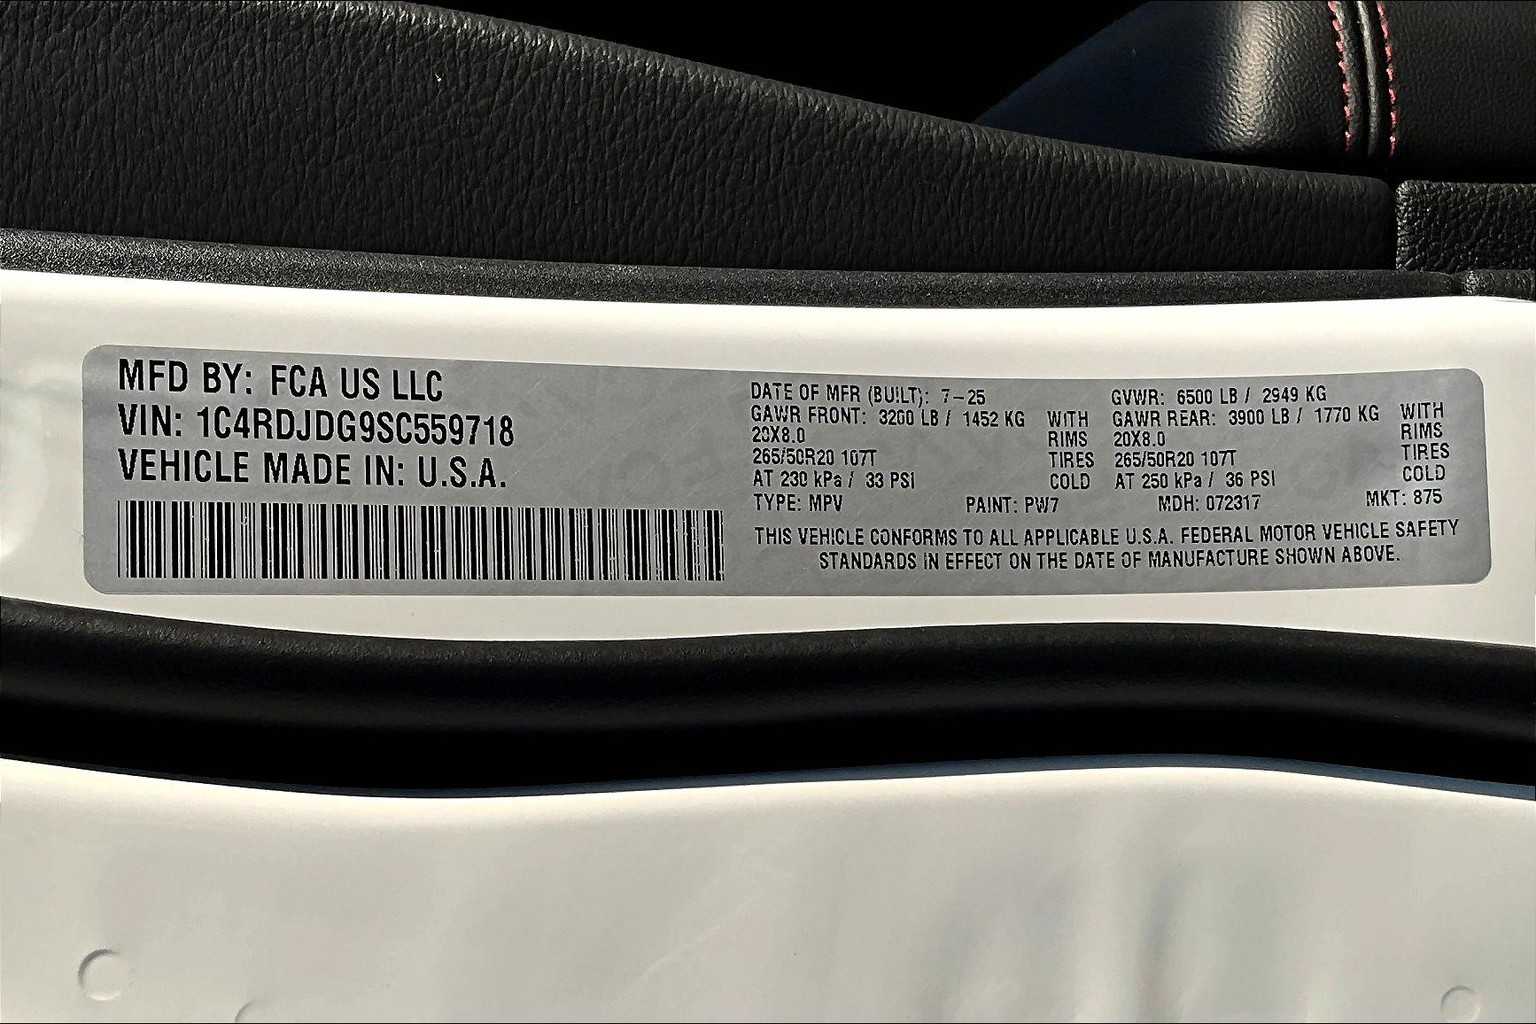 MFD BY: FCA US LLC
VIN: 1C4RDJDG9SC559718
VEHICLE MADE IN: U.S.A.
DATE OF MFR (BUILT): 7-25
GAWR FRONT: 3200 LB / 1452 KG WITH
20X8.0 RIMS
265/50R20 107T TIRES
AT 230 kPa / 33 PSI COLD
GVWR: 6500 LB / 2949 KG
GAWR REAR: 3900 LB / 1770 KG WITH
20X8.0 RIMS
265/50R20 107T TIRES
AT 250 kPa / 36 PSI COLD
TYPE: MPV PAINT: PW7 MDH: 072317 MKT: 875
THIS VEHICLE CONFORMS TO ALL APPLICABLE U.S.A. FEDERAL MOTOR VEHICLE SAFETY
STANDARDS IN EFFECT ON THE DATE OF MANUFACTURE SHOWN ABOVE.